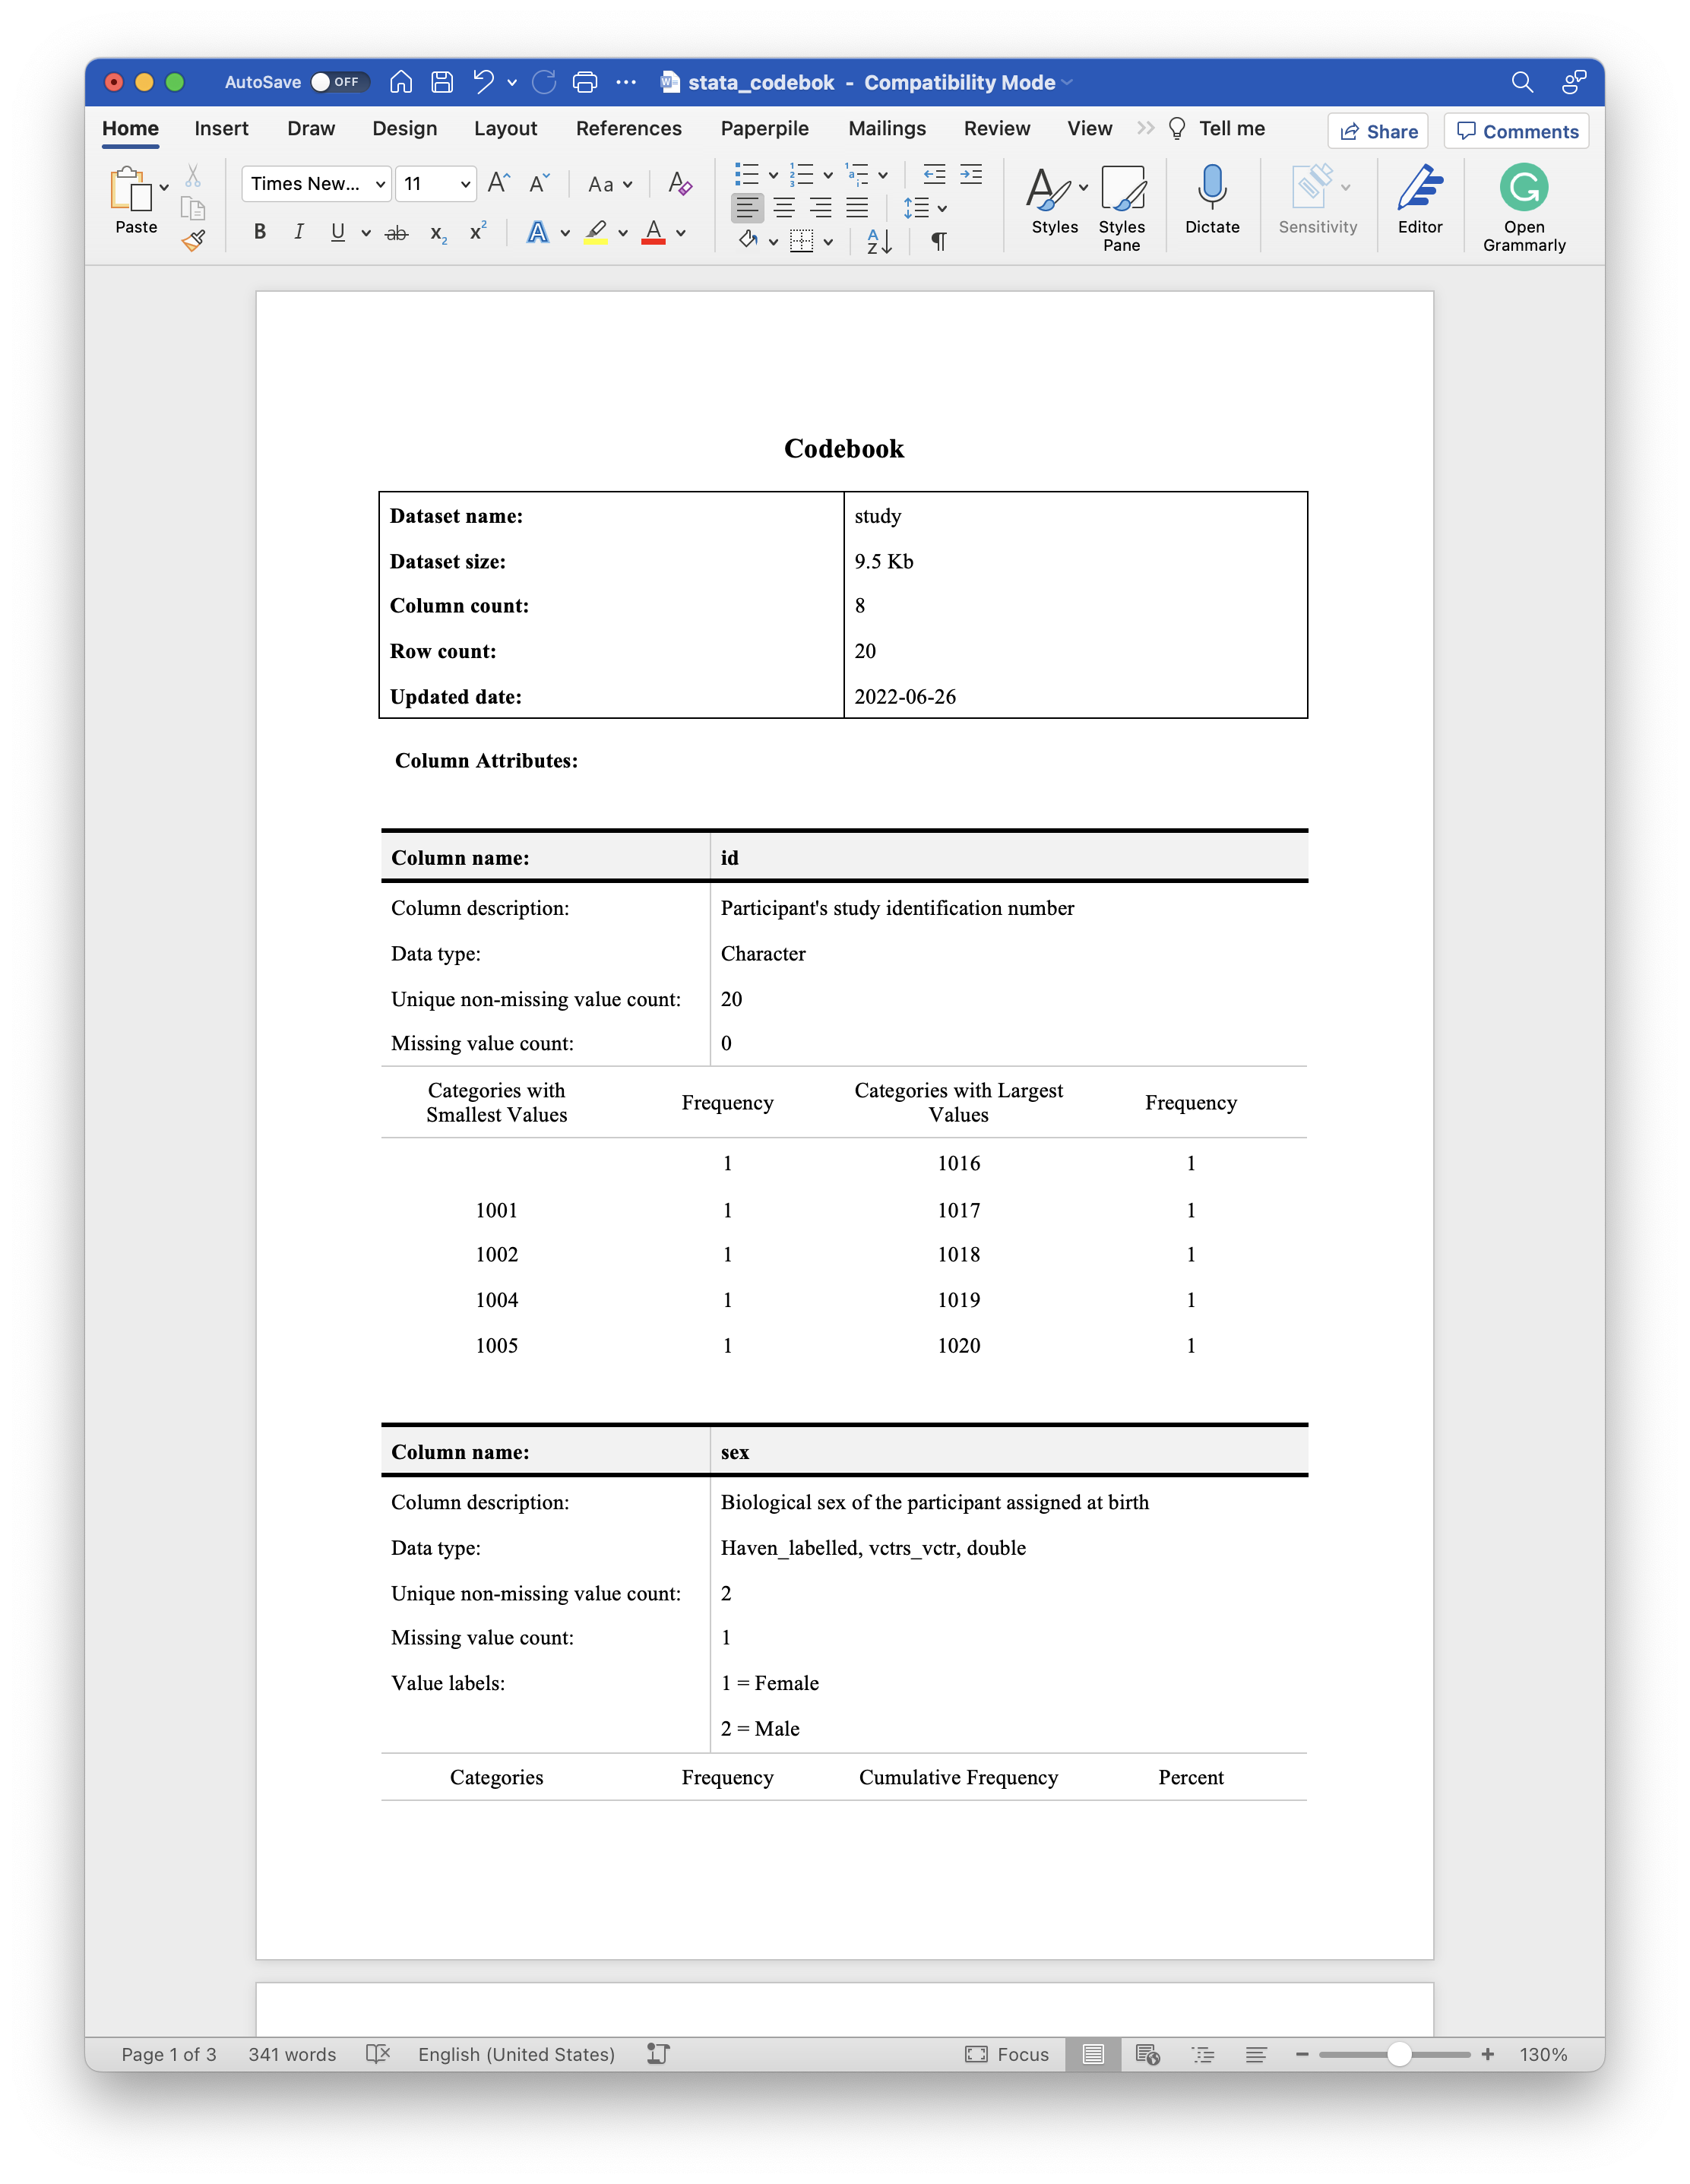 AutoSave OFF stata_codebok - Compatibility Mode
Home Insert Draw Design Layout References Paperpile Mailings Review View Tell me Share Comments
Paste Times New... 11 Aa Styles Styles Pane Dictate Sensitivity Editor Open Grammarly
Codebook
Dataset name: study
Dataset size: 9.5 Kb
Column count: 8
Row count: 20
Updated date: 2022-06-26
Column Attributes:
Column name: id
Column description: Participant's study identification number
Data type: Character
Unique non-missing value count: 20
Missing value count: 0
Categories with Smallest Values Frequency Categories with Largest Values Frequency
1 1016 1
1001 1 1017 1
1002 1 1018 1
1004 1 1019 1
1005 1 1020 1
Column name: sex
Column description: Biological sex of the participant assigned at birth
Data type: Haven_labelled, vctrs_vctr, double
Unique non-missing value count: 2
Missing value count: 1
Value labels: 1 = Female
2 = Male
Categories Frequency Cumulative Frequency Percent
Page 1 of 3 341 words English (United States) Focus 130%